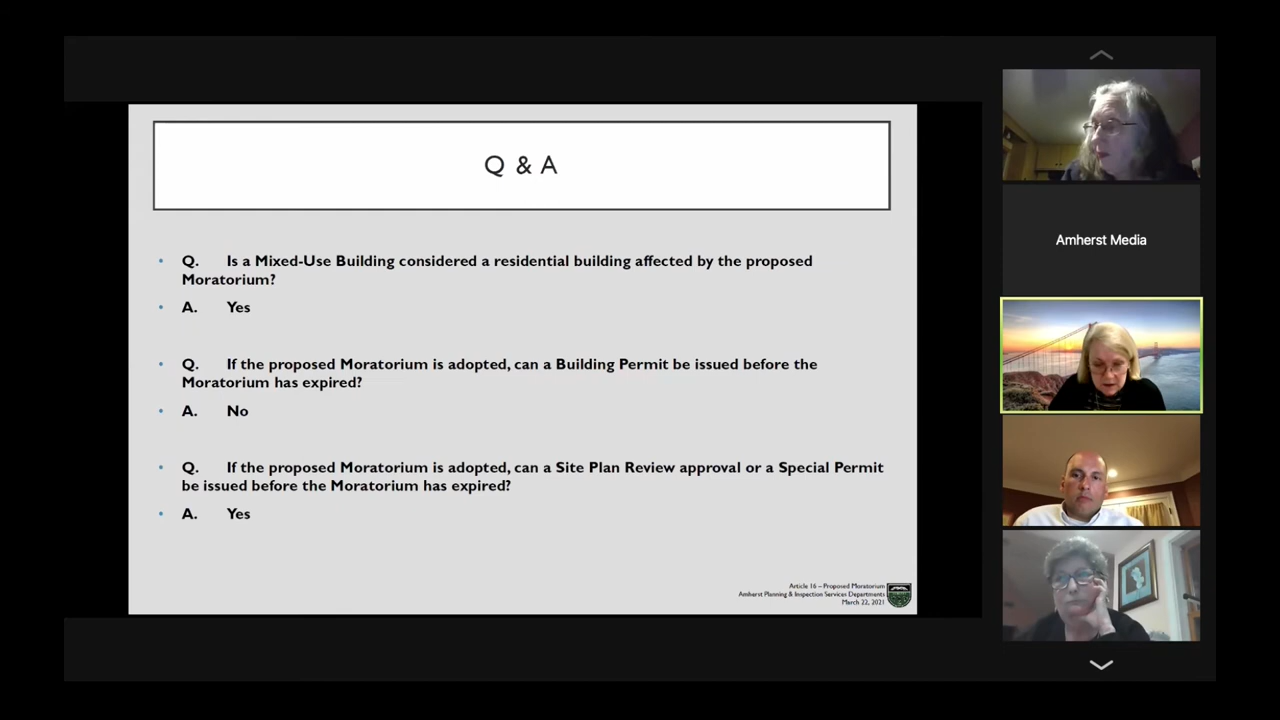 Q & A
• Q. Is a Mixed-Use Building considered a residential building affected by the proposed
Moratorium?
• A. Yes
• Q. If the proposed Moratorium is adopted, can a Building Permit be issued before the
Moratorium has expired?
• A. No
• Q. If the proposed Moratorium is adopted, can a Site Plan Review approval or a Special Permit
be issued before the Moratorium has expired?
• A. Yes
Article 16 – Proposed Moratorium
Amherst Planning & Inspection Services Departments
March 22, 2021
Amherst Media